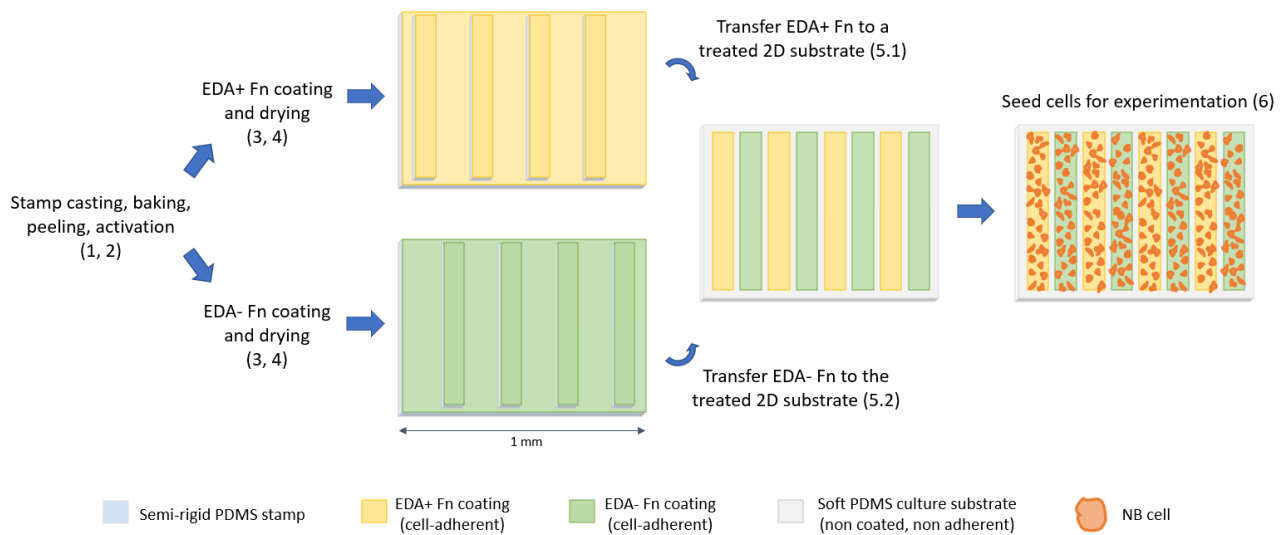 Stamp casting, baking,
peeling, activation
(1, 2)
EDA+ Fn coating
and drying
(3, 4)
EDA- Fn coating
and drying
(3, 4)
1 mm
Transfer EDA+ Fn to a
treated 2D substrate (5.1)
Transfer EDA- Fn to the
treated 2D substrate (5.2)
Seed cells for experimentation (6)
Semi-rigid PDMS stamp
EDA+ Fn coating
(cell-adherent)
EDA- Fn coating
(cell-adherent)
Soft PDMS culture substrate
(non coated, non adherent)
NB cell